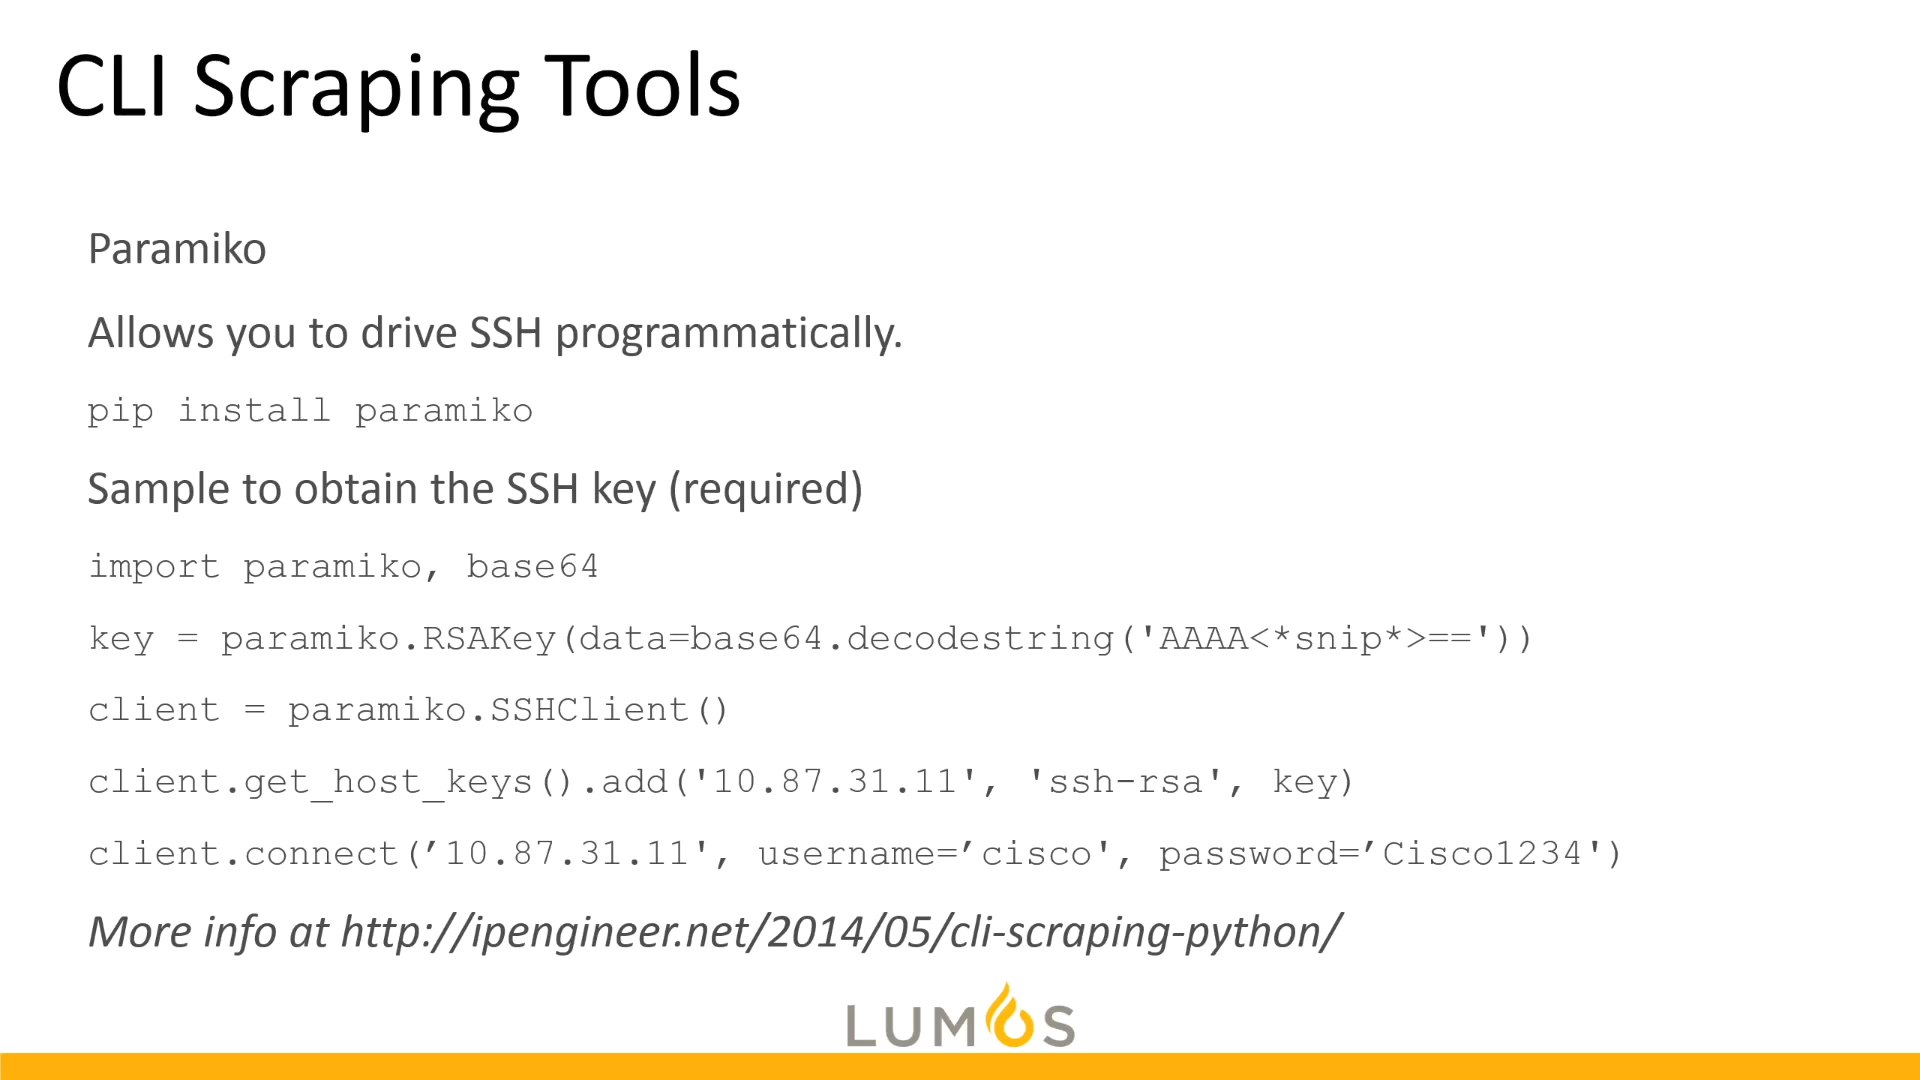 CLI Scraping Tools
Paramiko
Allows you to drive SSH programmatically.
pip install paramiko
Sample to obtain the SSH key (required)
import paramiko, base64
key = paramiko.RSAKey(data=base64.decodestring('AAAA<*snip*>=='))
client = paramiko.SSHClient()
client.get_host_keys().add('10.87.31.11', 'ssh-rsa', key)
client.connect(’10.87.31.11', username=’cisco', password=’Cisco1234')
More info at http://ipengineer.net/2014/05/cli-scraping-python/
LUMOS